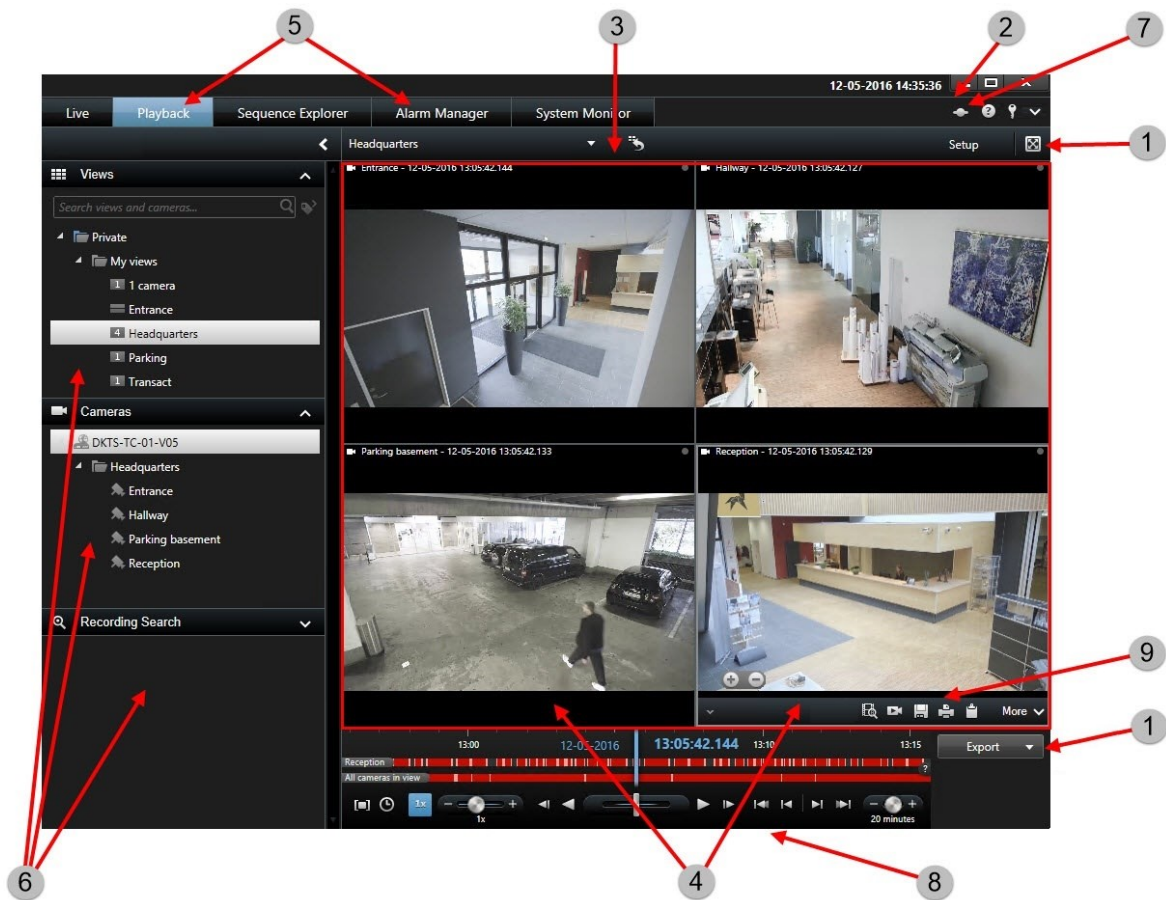 5
3
2
7
12-05-2016 14:35:36
Live
Playback
Sequence Explorer
Alarm Manager
System Monitor
Headquarters
Setup
1
Views
Search views and cameras...
Private
My views
1 1 camera
Entrance
4 Headquarters
1 Parking
1 Transact
Cameras
DKTS-TC-01-V05
Headquarters
Entrance
Hallway
Parking basement
Reception
Recording Search
Entrance - 12-05-2016 13:05:42.144
Hallway - 12-05-2016 13:05:42.127
Parking basement - 12-05-2016 13:05:42.133
Reception - 12-05-2016 13:05:42.129
9
More
13:00
12-05-2016
13:05:42.144
13:10
13:15
Export
1
Reception
?
All cameras in view
1x
1x
20 minutes
6
4
8